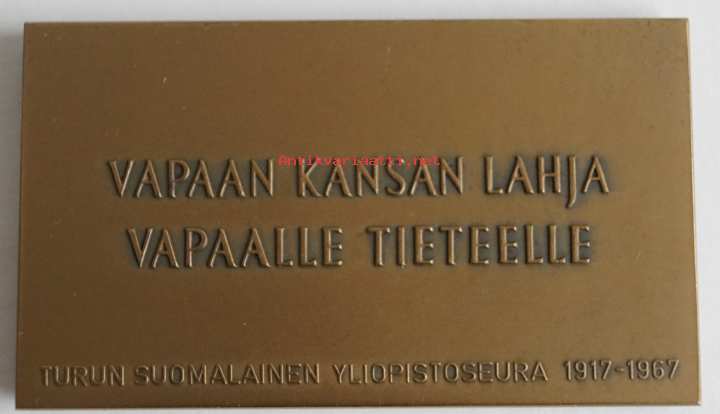 Antikvariaatti.net
VAPAAN KANSAN LAHJA
VAPAALLE TIETEELLE
TURUN SUOMALAINEN YLIOPISTOSEURA 1917-1967